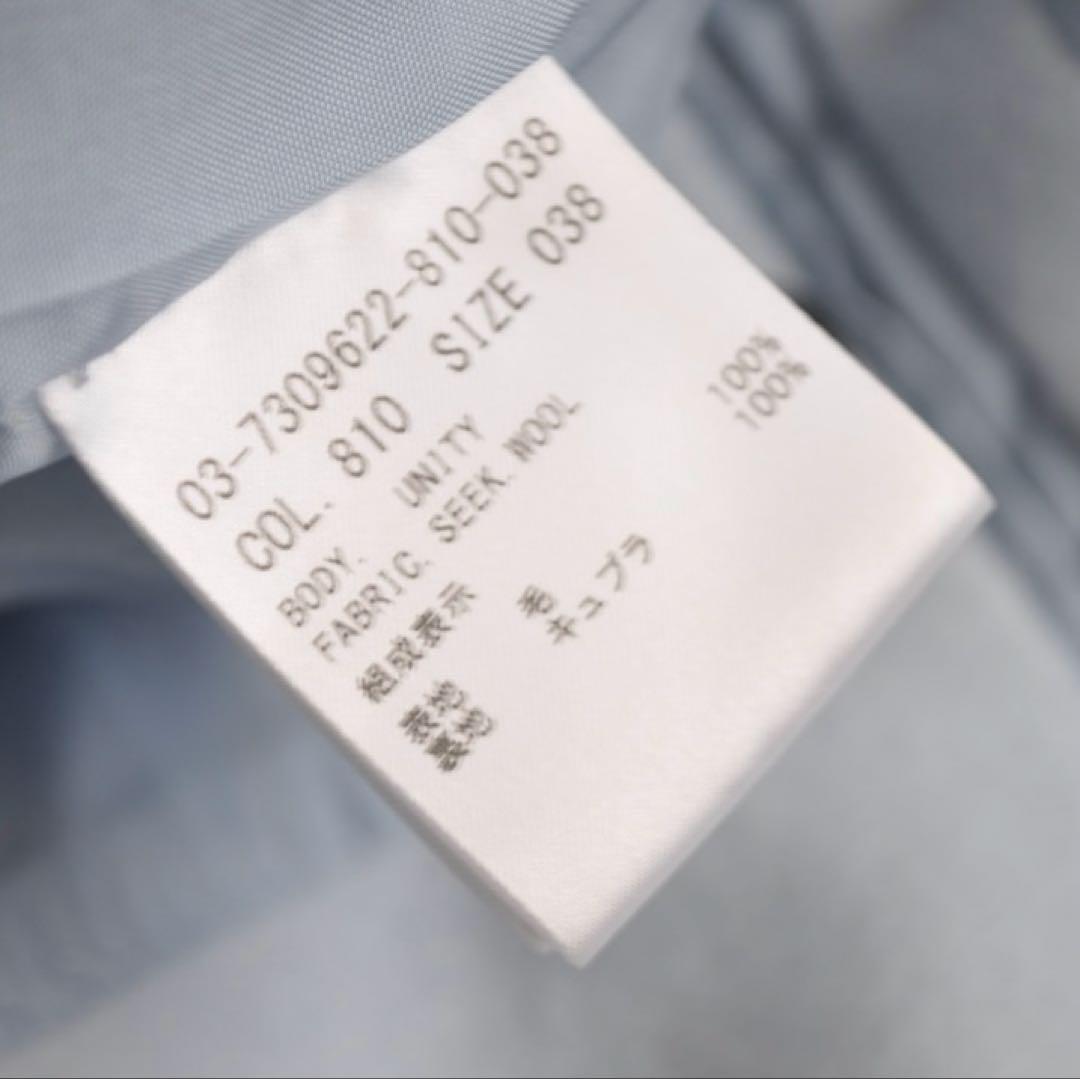 03-7309622-810-038
COL. 810 SIZE 038
BODY. UNITY
FABRIC. SEEK. WOOL
組成表示
表地 毛 100%
裏地 キュプラ 100%